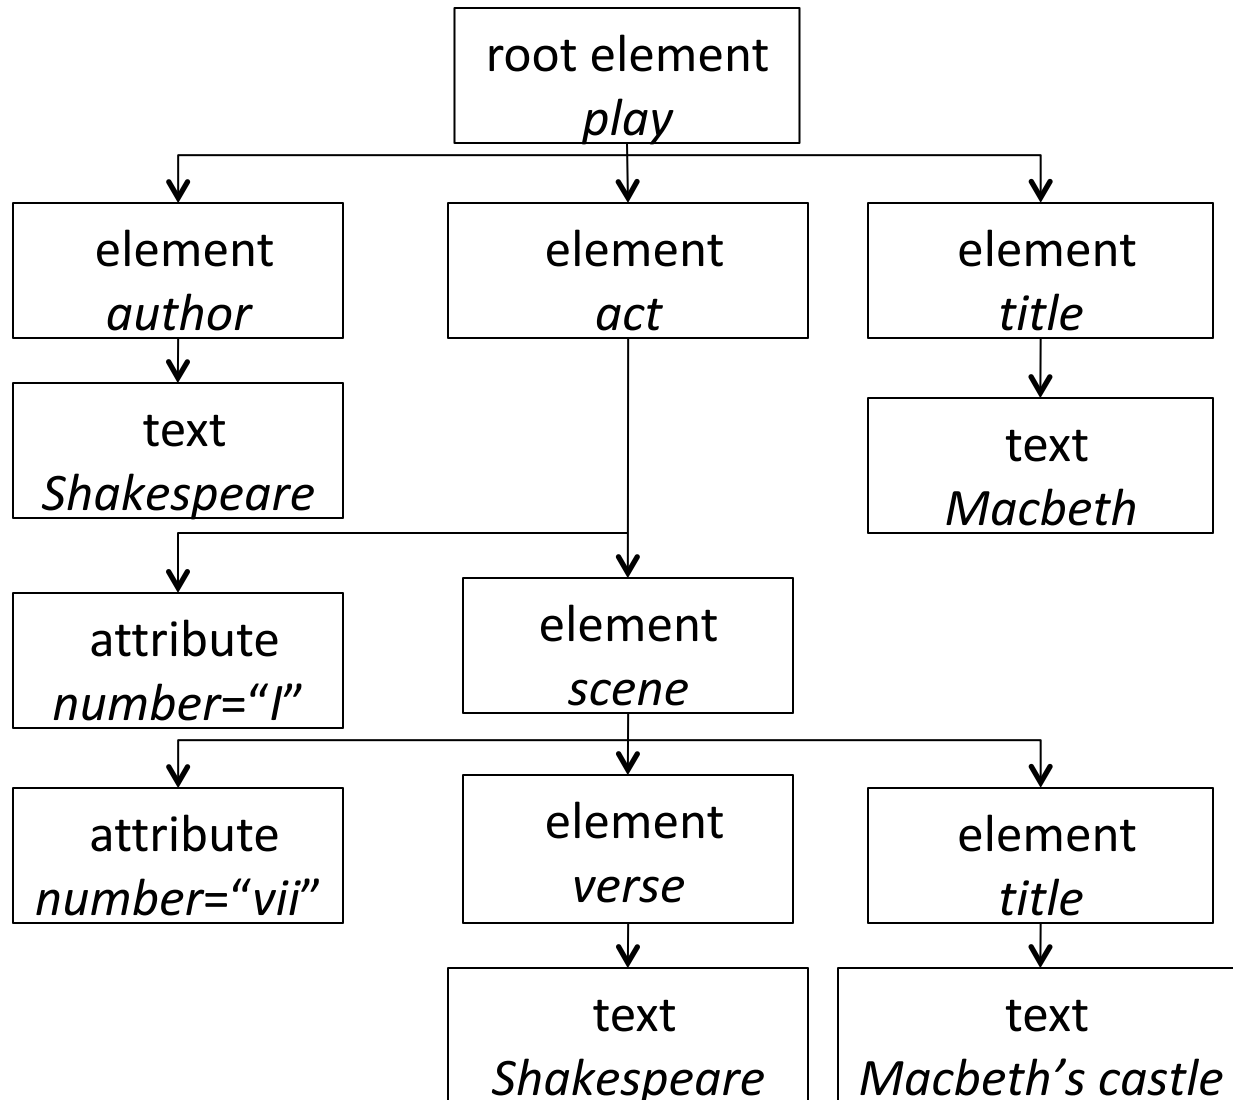 root element
play
element
author
element
act
element
title
text
Shakespeare
text
Macbeth
attribute
number=“I”
element
scene
attribute
number=“vii”
element
verse
element
title
text
Shakespeare
text
Macbeth’s castle